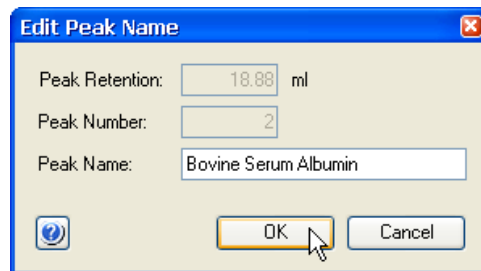 Edit Peak Name
Peak Retention: 18.88 ml
Peak Number: 2
Peak Name: Bovine Serum Albumin
? OK Cancel